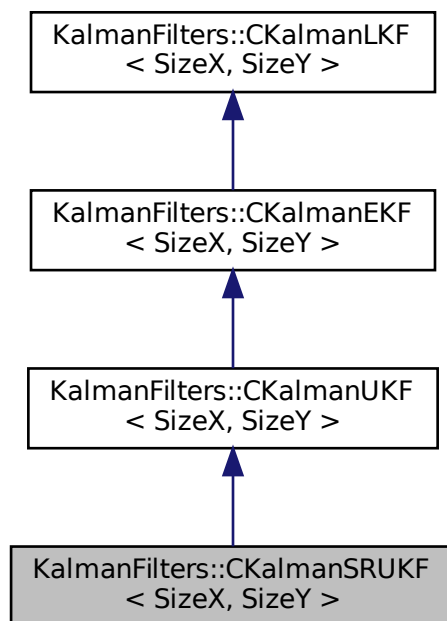 KalmanFilters::CKalmanLKF
< SizeX, SizeY >
KalmanFilters::CKalmanEKF
< SizeX, SizeY >
KalmanFilters::CKalmanUKF
< SizeX, SizeY >
KalmanFilters::CKalmanSRUKF
< SizeX, SizeY >